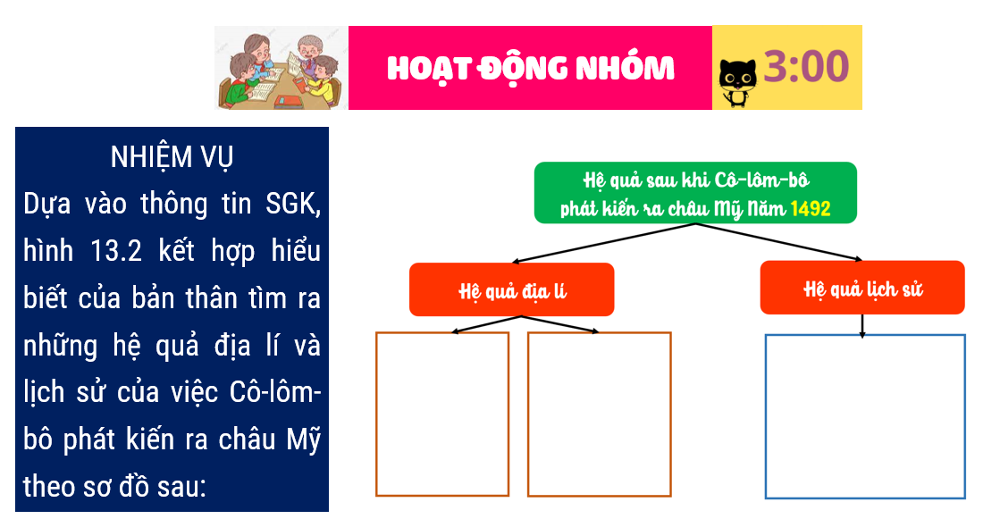 HOẠT ĐỘNG NHÓM
3:00
NHIỆM VỤ
Dựa vào thông tin SGK,
hình 13.2 kết hợp hiểu
biết của bản thân tìm ra
những hệ quả địa lí và
lịch sử của việc Cô-lôm-
bô phát kiến ra châu Mỹ
theo sơ đồ sau:
Hệ quả sau khi Cô-lôm-bô
phát kiến ra châu Mỹ Năm 1492
Hệ quả địa lí
Hệ quả lịch sử